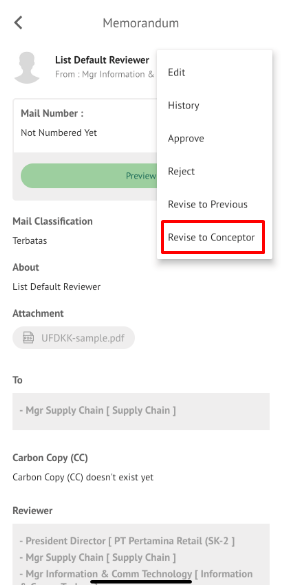 Memorandum
List Default Reviewer
From : Mgr Information &
Edit
History
Approve
Reject
Revise to Previous
Revise to Conceptor
Mail Number :
Not Numbered Yet
Preview
Mail Classification
Terbatas
About
List Default Reviewer
Attachment
UFDKK-sample.pdf
To
- Mgr Supply Chain [ Supply Chain ]
Carbon Copy (CC)
Carbon Copy (CC) doesn't exist yet
Reviewer
- President Director [ PT Pertamina Retail (SK-2 ]
- Mgr Supply Chain [ Supply Chain ]
- Mgr Information & Comm Technology [ Information